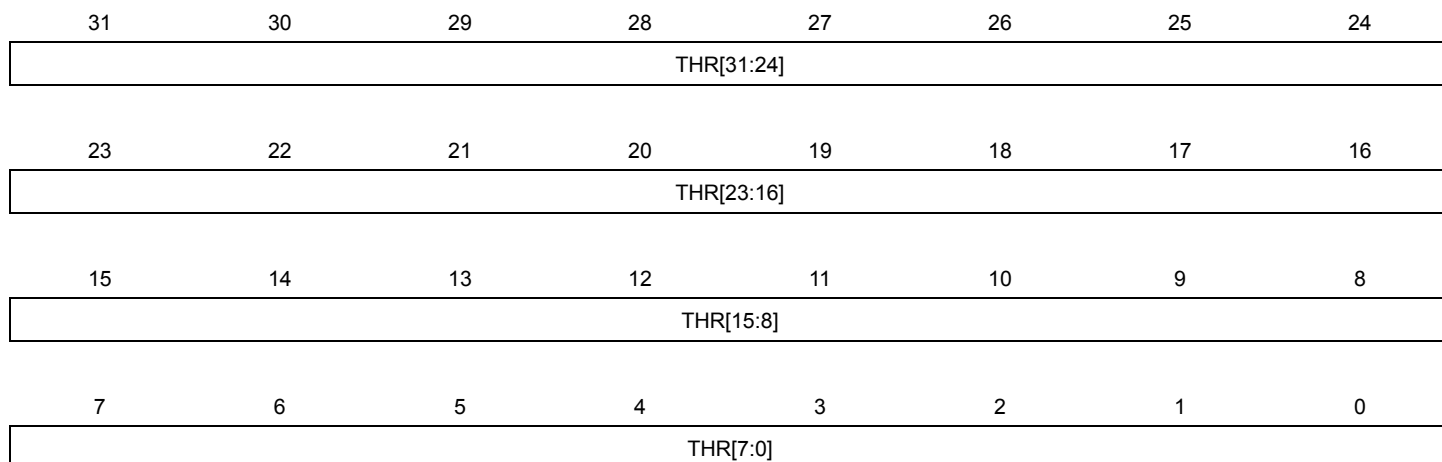 31 30 29 28 27 26 25 24
THR[31:24]
23 22 21 20 19 18 17 16
THR[23:16]
15 14 13 12 11 10 9 8
THR[15:8]
7 6 5 4 3 2 1 0
THR[7:0]